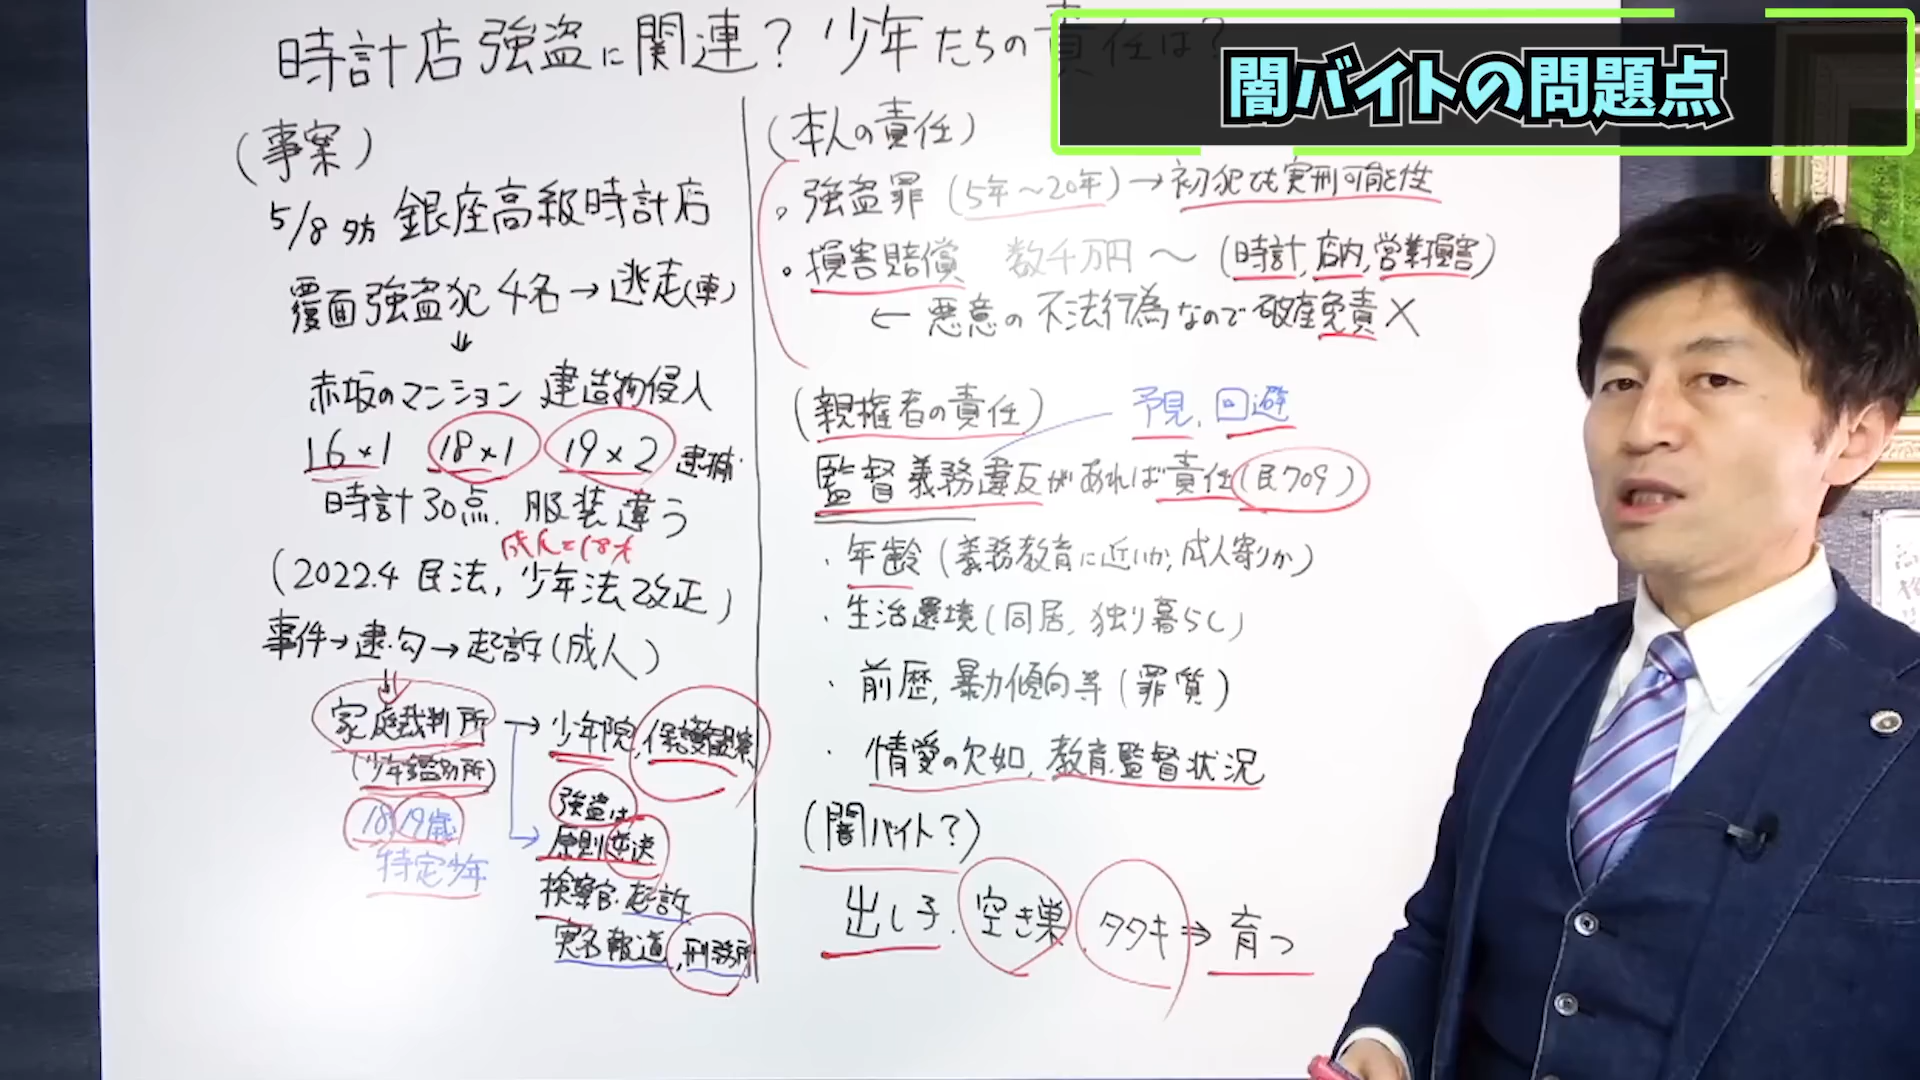 時計店強盗に関連？少年たちの責任は？
闇バイトの問題点
(事案)
5/8 夕方 銀座高級時計店
覆面強盗犯4名→逃走(車)
↓
赤坂のマンション 建造物侵入
16×1 18×1 19×2 逮捕
時計30点. 服装違う
成人=18才
(2022.4 民法, 少年法改正)
事件→逮・勾→起訴(成人)
⇓
家庭裁判所→少年院, 保護観察
(少年鑑別所)
18, 19歳
特定少年
強盗は
原則逆送
検察官・起訴
実名報道, 刑務所
(本人の責任)
・強盗罪 (5年〜20年)→初犯でも実刑可能性
・損害賠償 数千万円〜 (時計, 店内, 営業損害)
← 悪意の不法行為なので破産免責×
(親権者の責任) 予見, 回避
監督義務違反があれば責任(民709)
・年齢 (義務教育に近いか, 成人寄りか)
・生活環境 (同居, 独り暮らし)
・前歴, 暴力傾向等 (罪質)
・情愛の欠如, 教育.監督状況
(闇バイト？)
出し子. 空き巣 タタキ⇒育つ